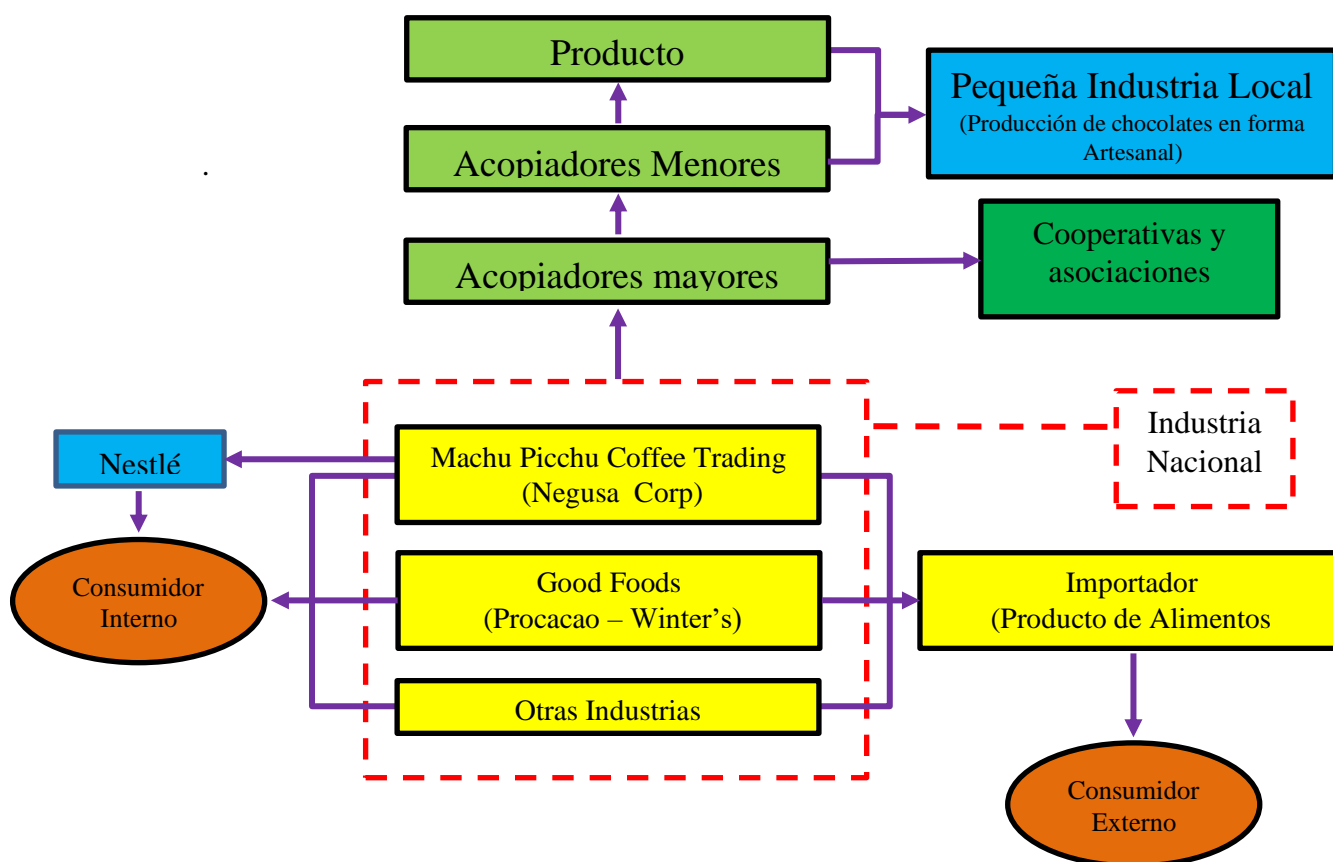 Producto
Pequeña Industria Local
(Producción de chocolates en forma
Artesanal)
Acopiadores Menores
.
Cooperativas y
asociaciones
Acopiadores mayores
Industria
Nacional
Machu Picchu Coffee Trading
(Negusa Corp)
Nestlé
Consumidor
Interno
Good Foods
(Procacao – Winter's)
Importador
(Producto de Alimentos
Otras Industrias
Consumidor
Externo